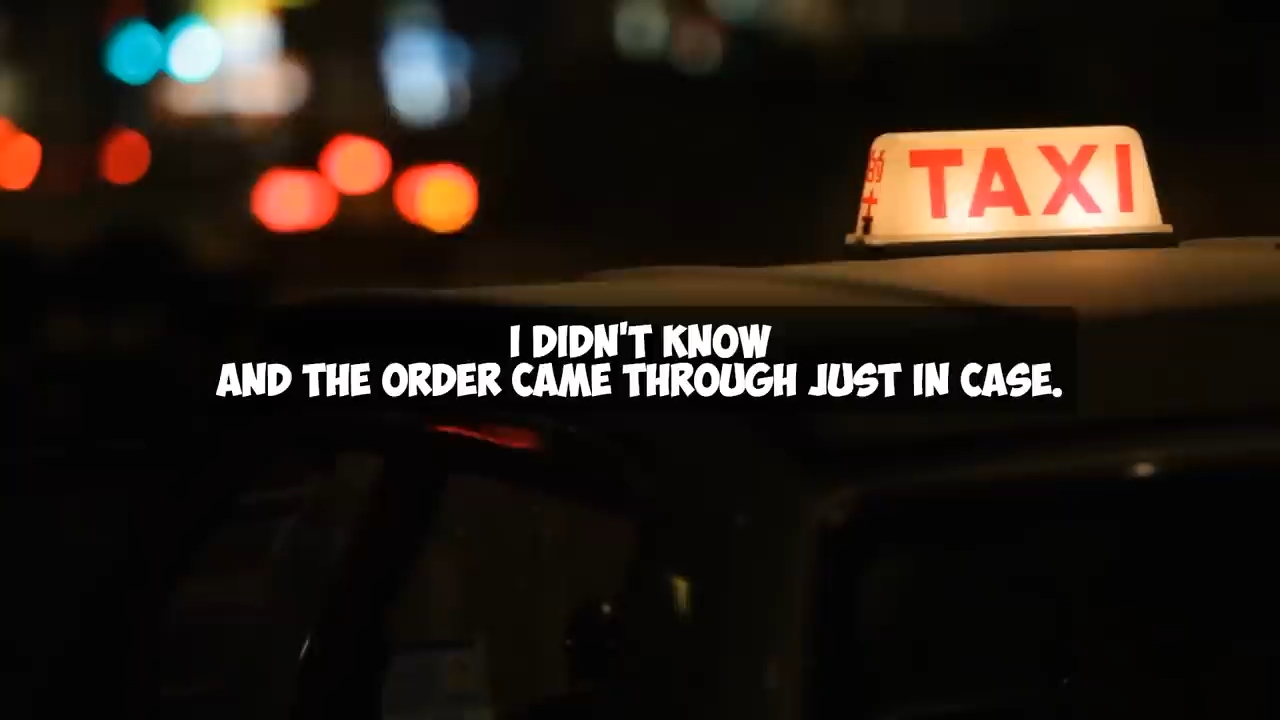 TAXI
I DIDN'T KNOW
AND THE ORDER CAME THROUGH JUST IN CASE.